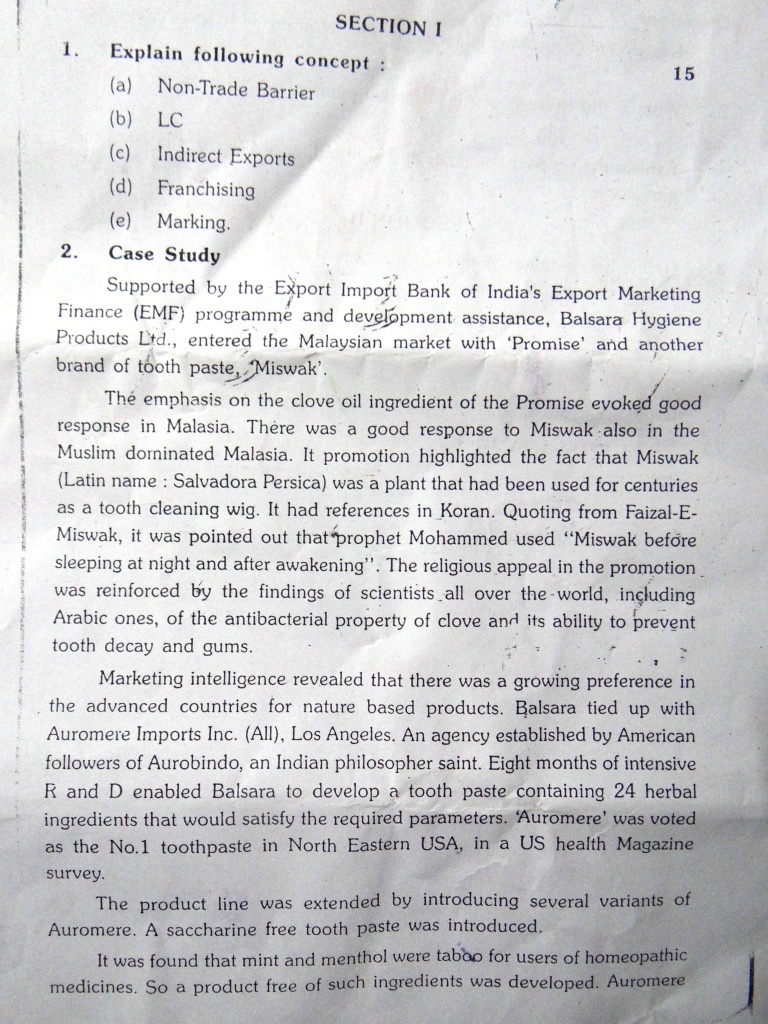 SECTION I
1. Explain following concept :
15
(a) Non-Trade Barrier
(b) LC
(c) Indirect Exports
(d) Franchising
(e) Marking.
2. Case Study
Supported by the Export Import Bank of India's Export Marketing
Finance (EMF) programme and development assistance, Balsara Hygiene
Products Ltd., entered the Malaysian market with 'Promise' and another
brand of tooth paste, 'Miswak'.
The emphasis on the clove oil ingredient of the Promise evoked good
response in Malasia. There was a good response to Miswak also in the
Muslim dominated Malasia. It promotion highlighted the fact that Miswak
(Latin name : Salvadora Persica) was a plant that had been used for centuries
as a tooth cleaning wig. It had references in Koran. Quoting from Faizal-E-
Miswak, it was pointed out that prophet Mohammed used "Miswak before
sleeping at night and after awakening". The religious appeal in the promotion
was reinforced by the findings of scientists all over the world, including
Arabic ones, of the antibacterial property of clove and its ability to prevent
tooth decay and gums.
Marketing intelligence revealed that there was a growing preference in
the advanced countries for nature based products. Balsara tied up with
Auromere Imports Inc. (All), Los Angeles. An agency established by American
followers of Aurobindo, an Indian philosopher saint. Eight months of intensive
R and D enabled Balsara to develop a tooth paste containing 24 herbal
ingredients that would satisfy the required parameters. 'Auromere' was voted
as the No.1 toothpaste in North Eastern USA, in a US health Magazine
survey.
The product line was extended by introducing several variants of
Auromere. A saccharine free tooth paste was introduced.
It was found that mint and menthol were taboo for users of homeopathic
medicines. So a product free of such ingredients was developed. Auromere